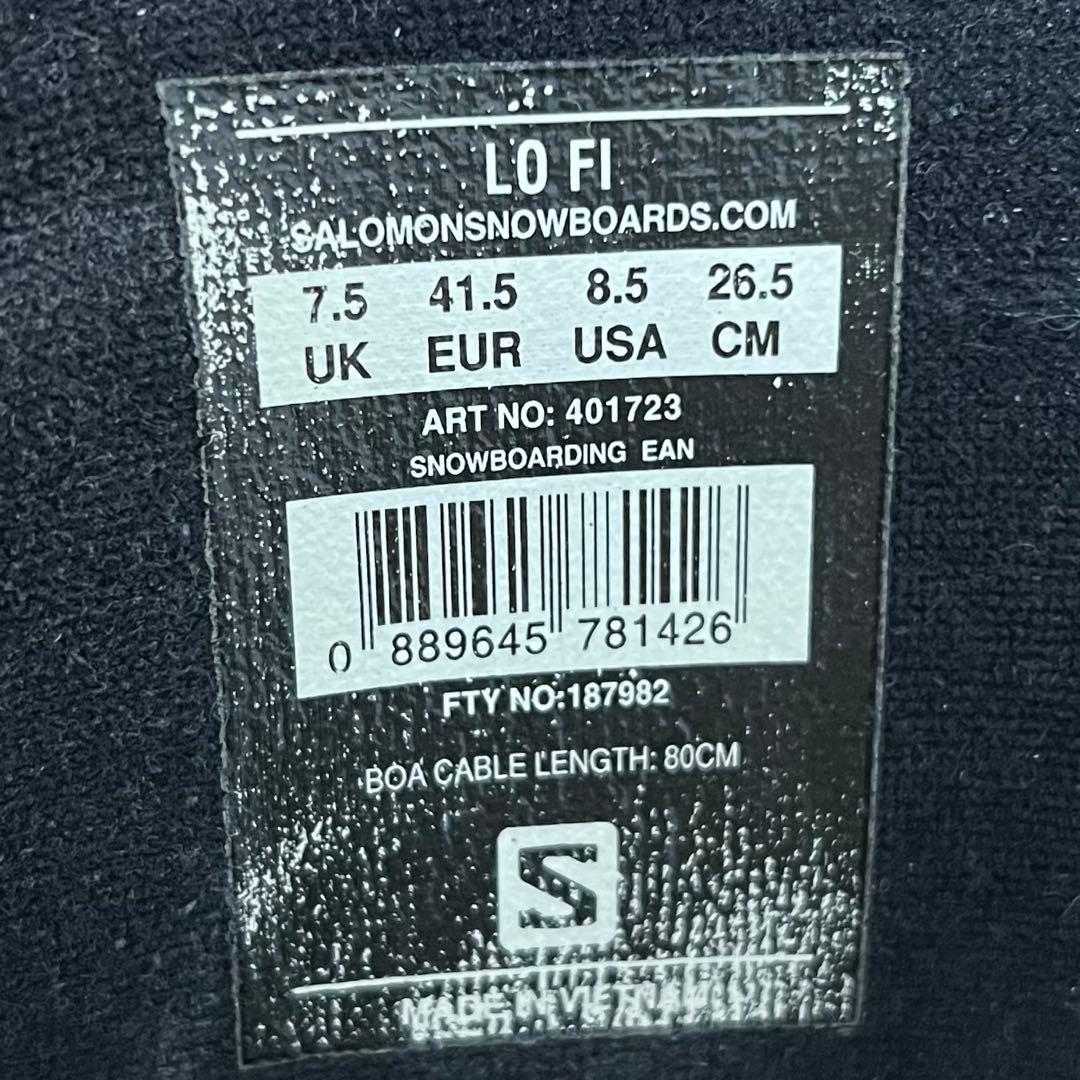 LO FI
SALOMONSNOWBOARDS.COM
7.5 41.5 8.5 26.5
UK EUR USA CM
ART NO: 401723
SNOWBOARDING EAN
0 889645 781426
FTY NO:187982
BOA CABLE LENGTH: 80CM
S
MADE IN VIETNAM